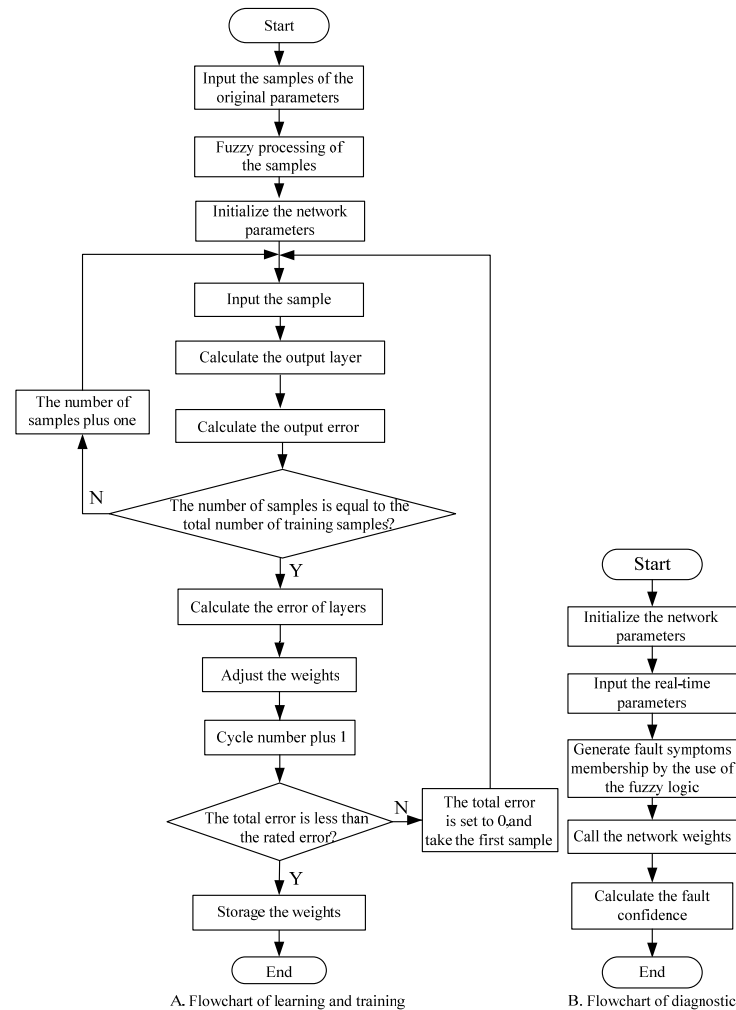 Start
Input the samples of the
original parameters
Fuzzy processing of
the samples
Initialize the network
parameters
Input the sample
Calculate the output layer
The number of
samples plus one
Calculate the output error
N
The number of samples is equal to the
total number of training samples?
Y
Calculate the error of layers
Adjust the weights
Cycle number plus 1
The total error is less than
the rated error?
N
The total error
is set to 0,and
take the first sample
Y
Storage the weights
End
A. Flowchart of learning and training
Start
Initialize the network
parameters
Input the real-time
parameters
Generate fault symptoms
membership by the use of
the fuzzy logic
Call the network weights
Calculate the fault
confidence
End
B. Flowchart of diagnostic